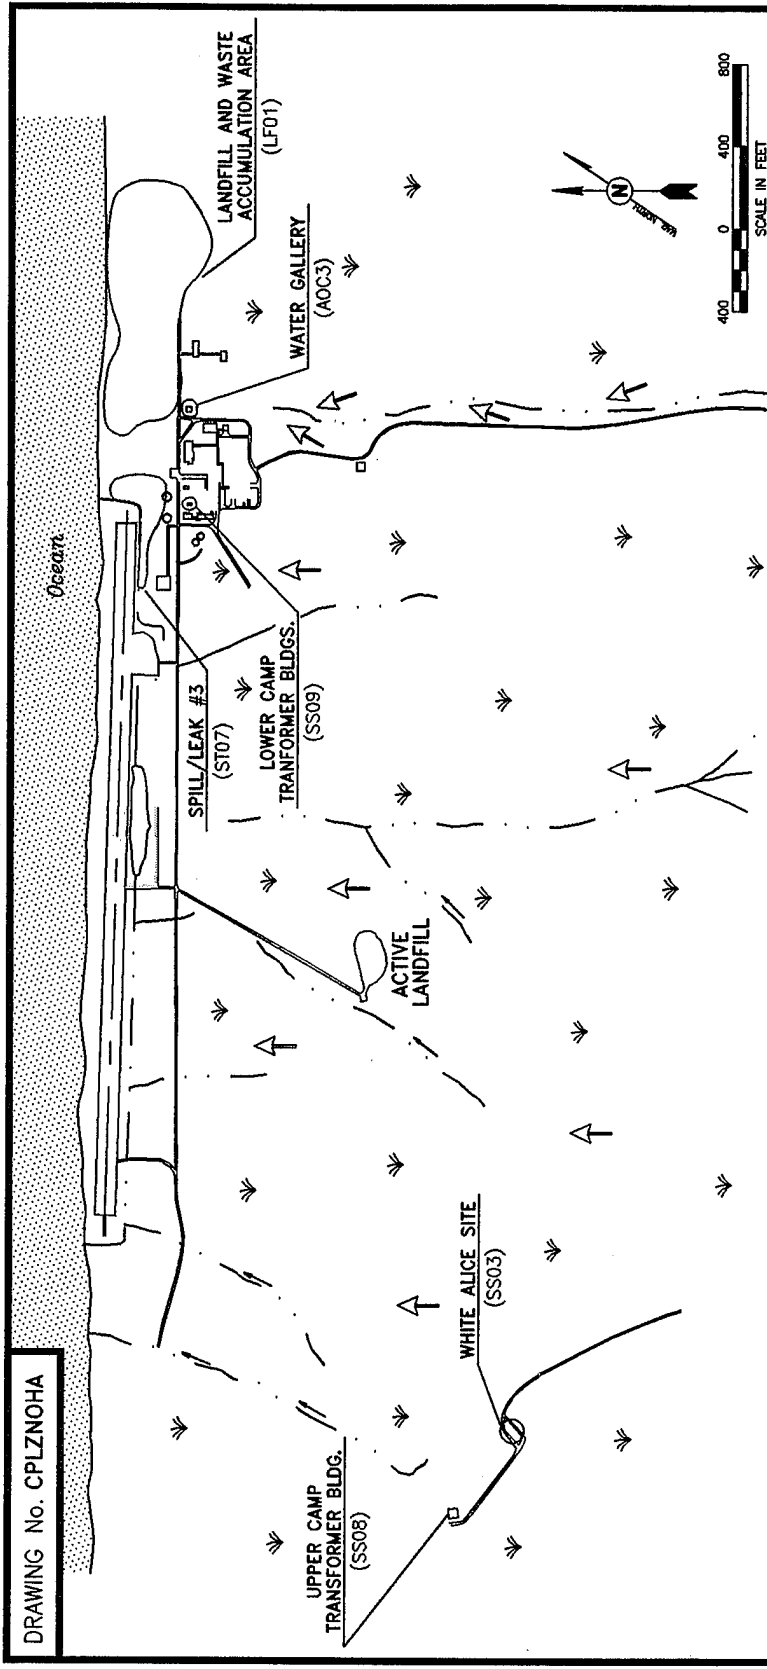 DRAWING No. CPLZNOHA
Ocean
LANDFILL AND WASTE
ACCUMULATION AREA
(LF01)
WATER GALLERY
(AOC3)
SPILL/LEAK #3
(ST07)
LOWER CAMP
TRANFORMER BLDGS.
(SS09)
ACTIVE
LANDFILL
WHITE ALICE SITE
(SS03)
UPPER CAMP
TRANSFORMER BLDG.
(SS08)
N
400 0 400 800
SCALE IN FEET